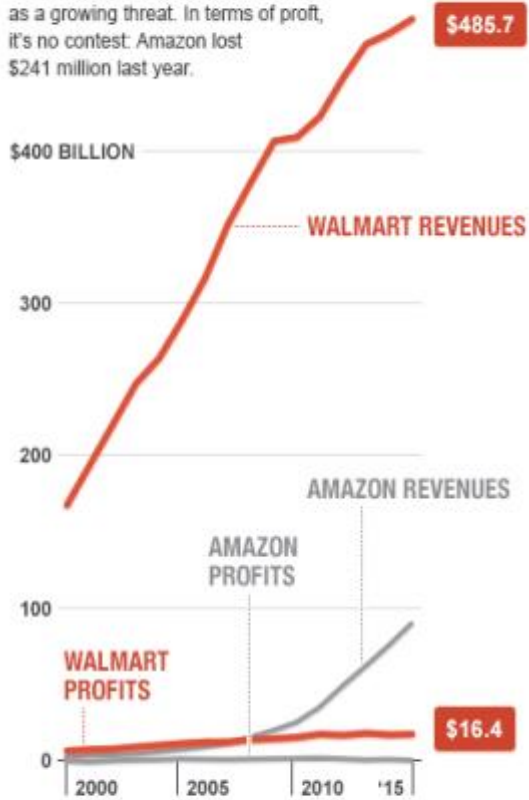 as a growing threat. In terms of proft,
it's no contest: Amazon lost
$241 million last year.
$485.7
$400 BILLION
WALMART REVENUES
300
200
AMAZON REVENUES
AMAZON
PROFITS
100
WALMART
PROFITS
$16.4
0
2000
2005
2010
'15